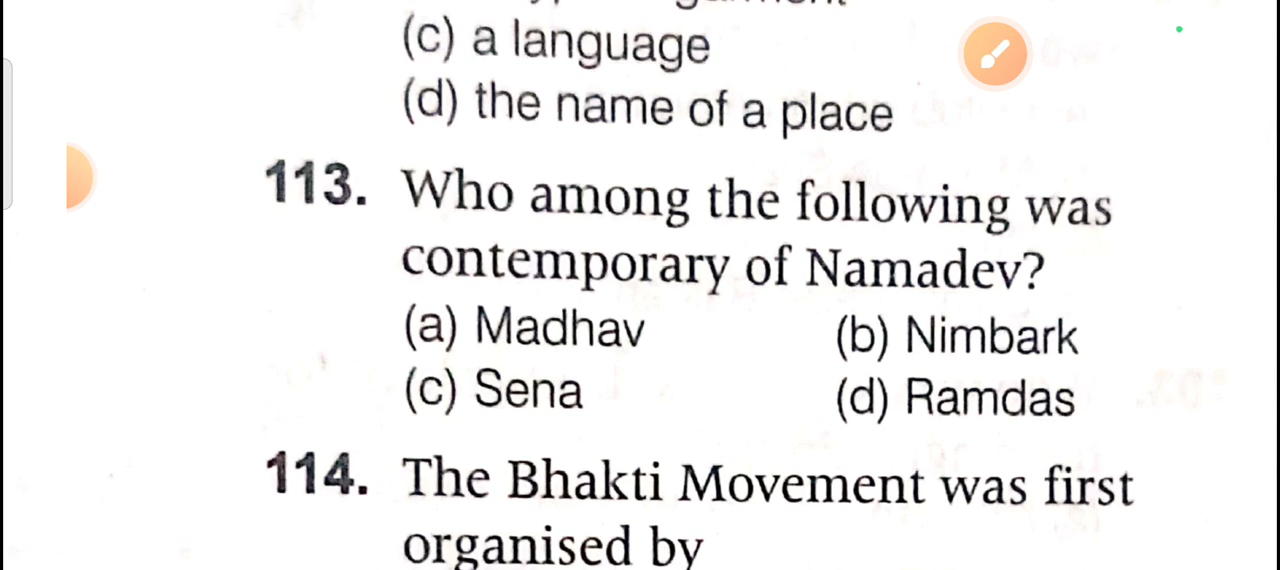 (c) a language
(d) the name of a place
113. Who among the following was
contemporary of Namadev?
(a) Madhav (b) Nimbark
(c) Sena (d) Ramdas
114. The Bhakti Movement was first
organised by